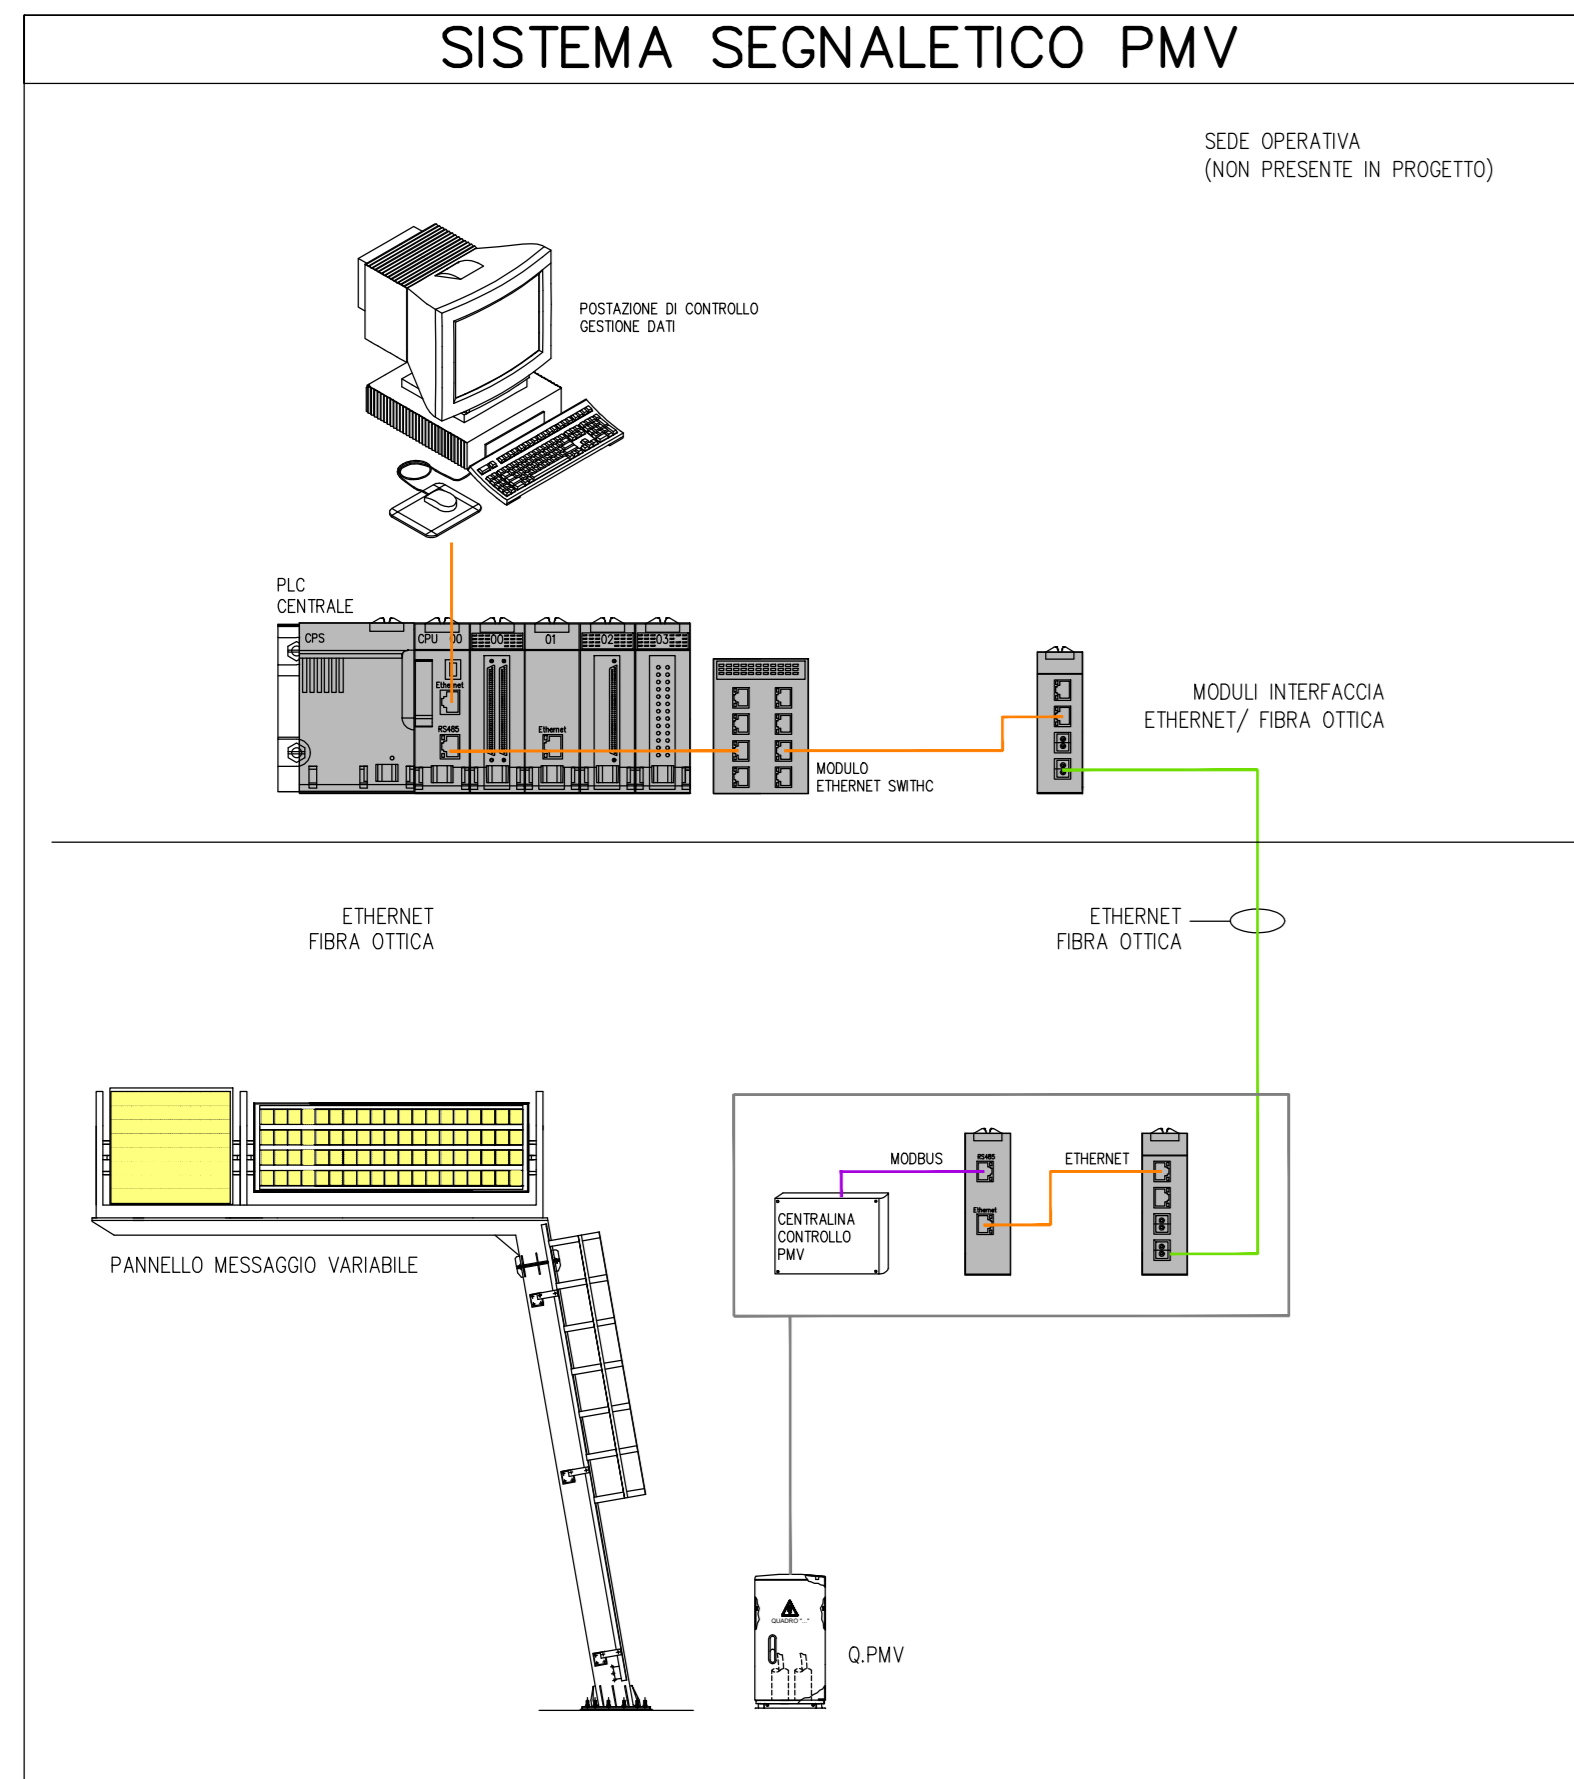 SISTEMA SEGNALETICO PMV
SEDE OPERATIVA
(NON PRESENTE IN PROGETTO)
POSTAZIONE DI CONTROLLO
GESTIONE DATI
PLC
CENTRALE
CPS
CPU 00
00
01
02
03
Ethernet
RS485
Ethernet
MODULO
ETHERNET SWITHC
MODULI INTERFACCIA
ETHERNET/ FIBRA OTTICA
ETHERNET
FIBRA OTTICA
ETHERNET
FIBRA OTTICA
PANNELLO MESSAGGIO VARIABILE
MODBUS
RS485
ETHERNET
Ethernet
CENTRALINA
CONTROLLO
PMV
QUADRO "..."
Q.PMV